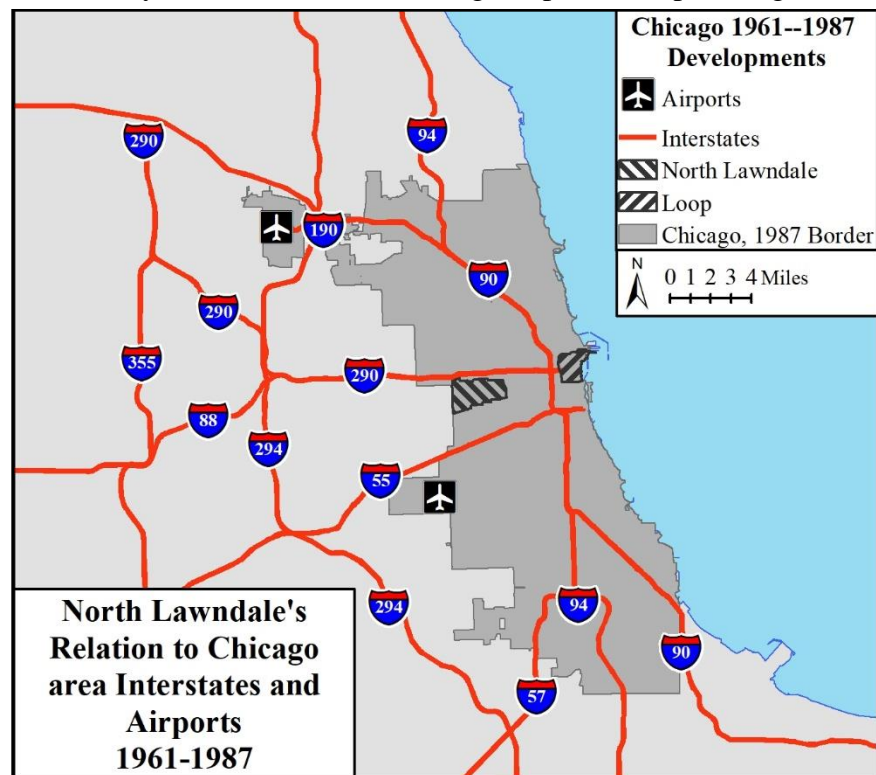 Chicago 1961--1987
Developments
Airports
Interstates
North Lawndale
Loop
Chicago, 1987 Border
N
0 1 2 3 4 Miles
290
94
190
90
290
355
290
88
294
55
294
94
90
57
North Lawndale's
Relation to Chicago
area Interstates and
Airports
1961-1987